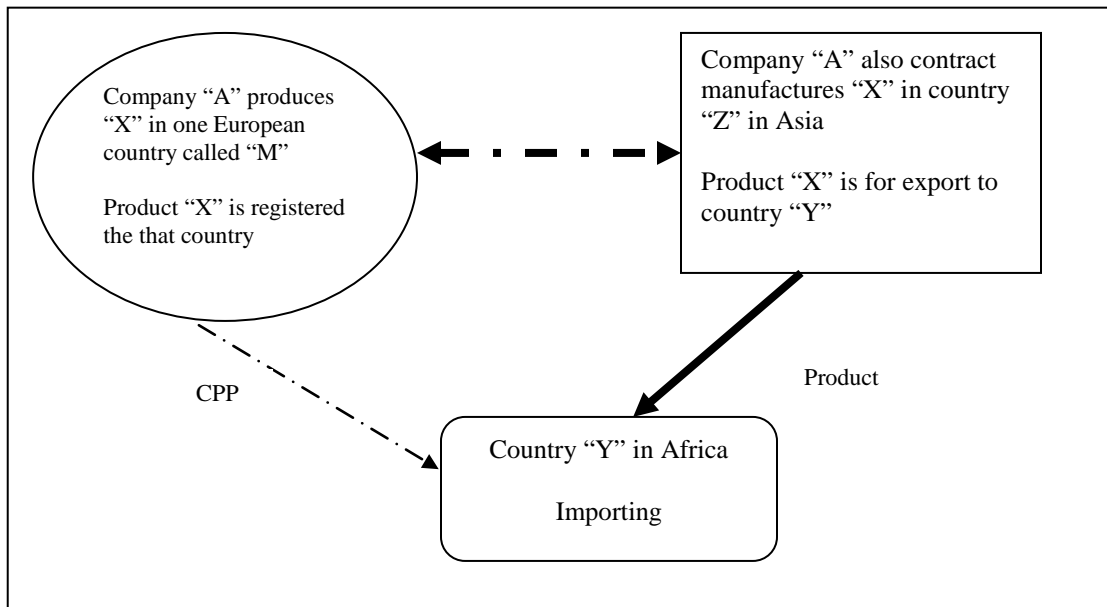 Company “A” produces
“X” in one European
country called “M”
Product “X” is registered
the that country
Company “A” also contract
manufactures “X” in country
“Z” in Asia
Product “X” is for export to
country “Y”
CPP
Product
Country “Y” in Africa
Importing